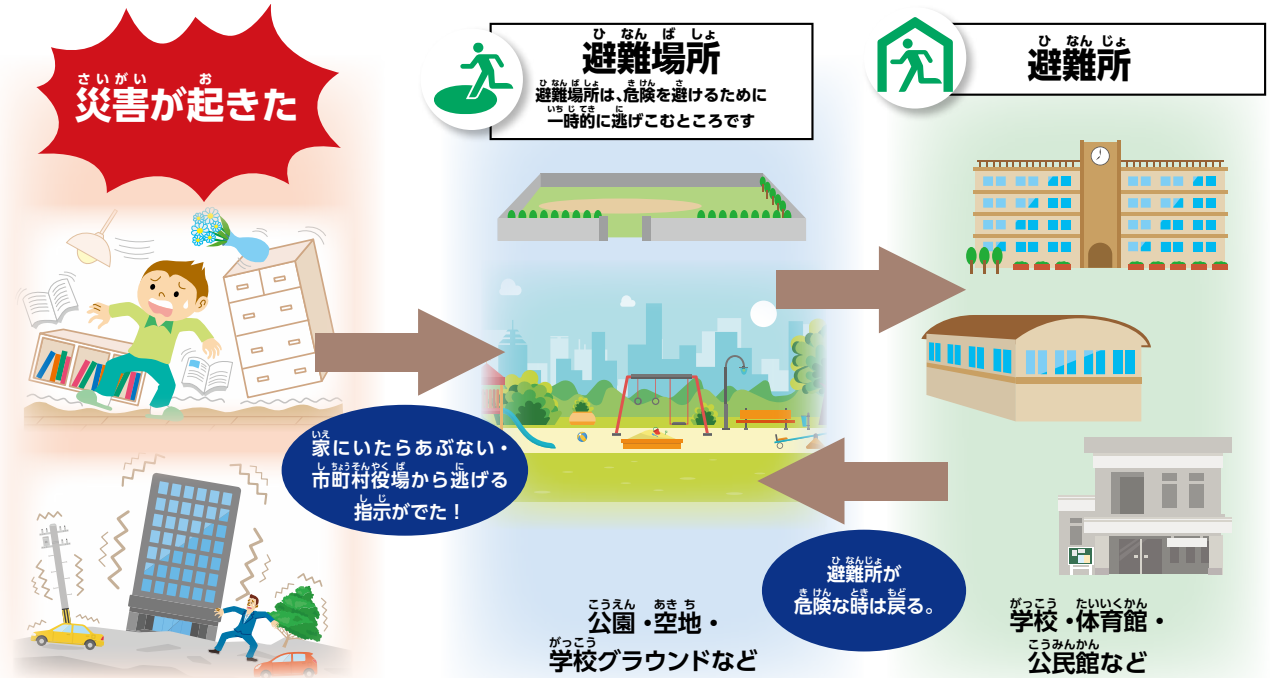 さいがい お
災害が起きた
ひ なん ば しょ
避難場所
ひ なん ば しょ き けん さ
避難場所は、危険を避けるために
いち じ てき に
一時的に逃げこむところです
ひ なん じょ
避難所
いえ
家にいたらあぶない・
し ちょうそんやく ば に
市町村役場から逃げる
し じ
指示がでた！
ひ なんじょ
避難所が
き けん とき もど
危険な時は戻る。
こうえん あき ち
公園・空地・
がっこう
学校グラウンドなど
がっこう たいいくかん
学校・体育館・
こうみんかん
公民館など